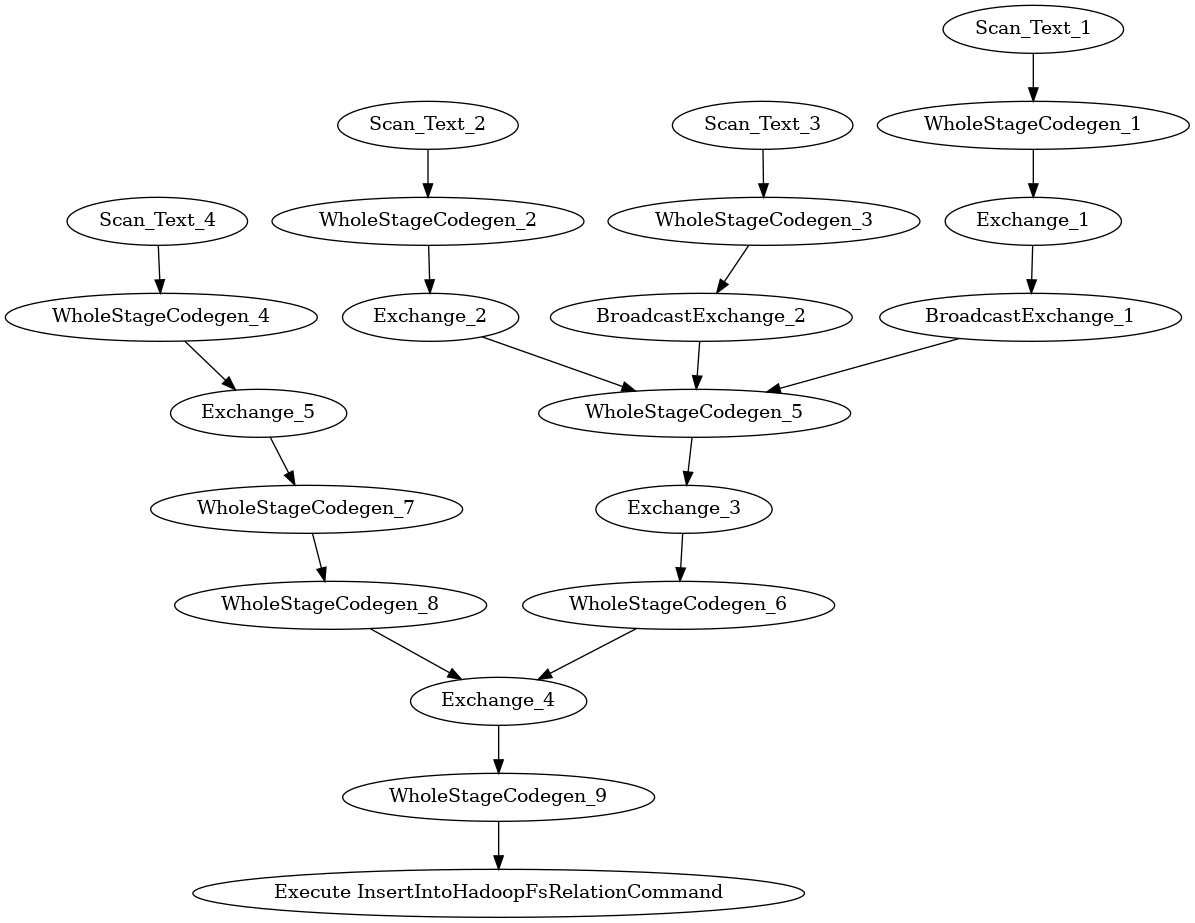 Scan_Text_1
Scan_Text_2
Scan_Text_3
WholeStageCodegen_1
Scan_Text_4
WholeStageCodegen_2
WholeStageCodegen_3
Exchange_1
WholeStageCodegen_4
Exchange_2
BroadcastExchange_2
BroadcastExchange_1
Exchange_5
WholeStageCodegen_5
WholeStageCodegen_7
Exchange_3
WholeStageCodegen_8
WholeStageCodegen_6
Exchange_4
WholeStageCodegen_9
Execute InsertIntoHadoopFsRelationCommand